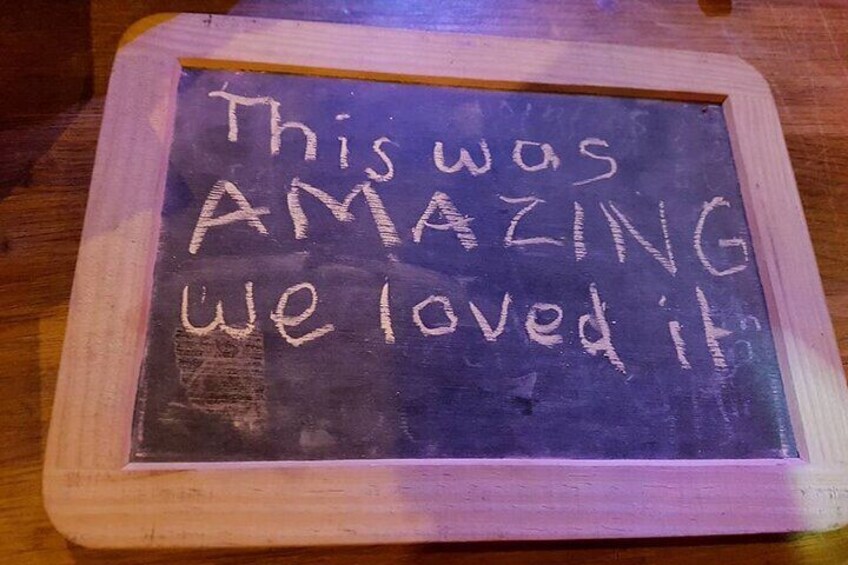 This was
AMAZING
we loved it